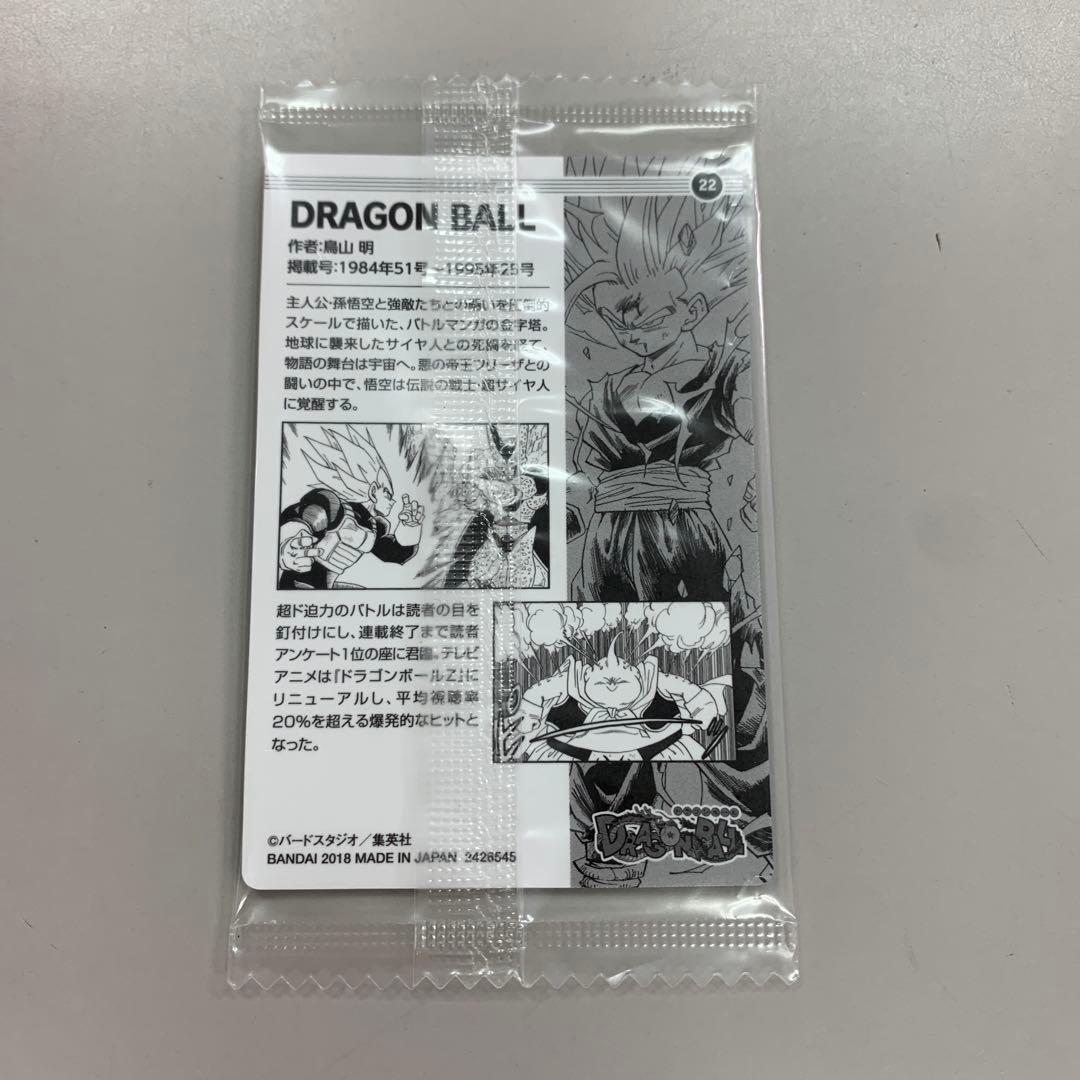 22
DRAGON BALL
作者:鳥山 明
掲載号:1984年51号~1995年25号
主人公・孫悟空と強敵たちとの闘いを圧倒的
スケールで描いた、バトルマンガの金字塔。
地球に襲来したサイヤ人との死闘を経て、
物語の舞台は宇宙へ。悪の帝王フリーザとの
闘いの中で、悟空は伝説の戦士・超サイヤ人
に覚醒する。
超ド迫力のバトルは読者の目を
釘付けにし、連載終了まで読者
アンケート1位の座に君臨。テレビ
アニメは「ドラゴンボールZ」に
リニューアルし、平均視聴率
20%を超える爆発的なヒットと
なった。
DRAGON BALL
©バードスタジオ/集英社
BANDAI 2018 MADE IN JAPAN 2426545